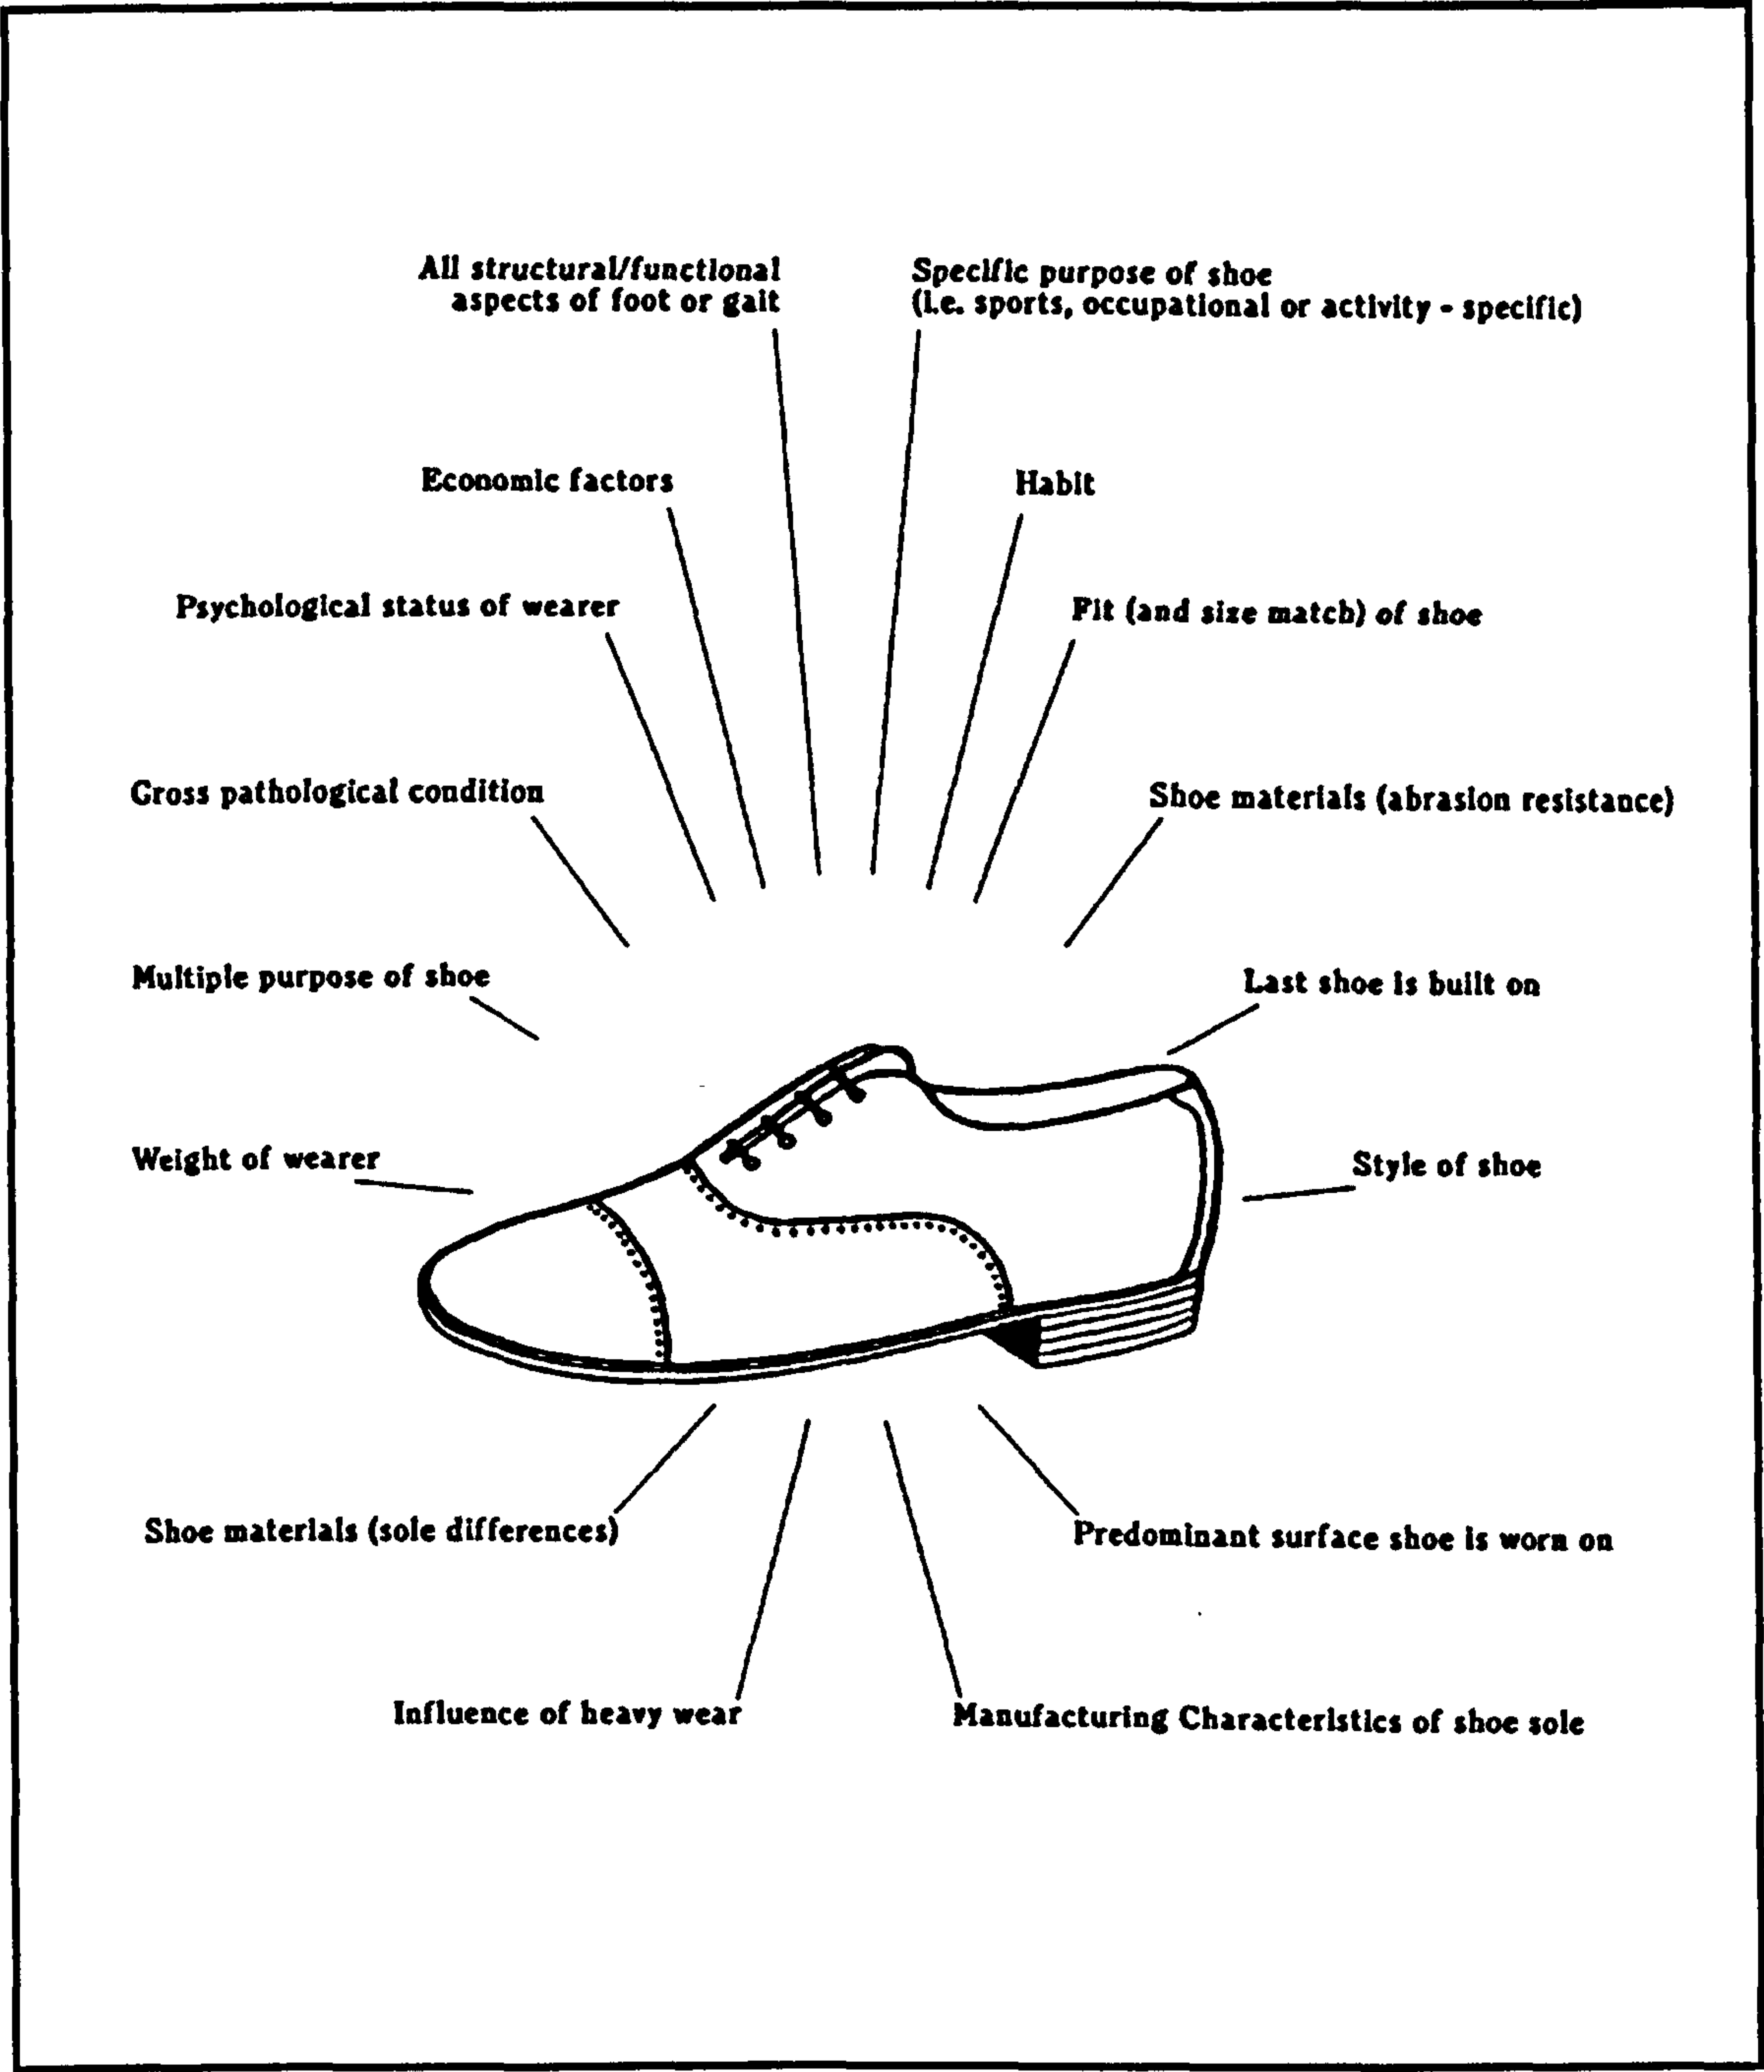 All structural/functional
aspects of foot or gait
Specific purpose of shoe
(i.e. sports, occupational or activity - specific)
Economic factors
Habit
Psychological status of wearer
Fit (and size match) of shoe
Gross pathological condition
Shoe materials (abrasion resistance)
Multiple purpose of shoe
Last shoe is built on
Weight of wearer
Style of shoe
Shoe materials (sole differences)
Predominant surface shoe is worn on
Influence of heavy wear
Manufacturing Characteristics of shoe sole